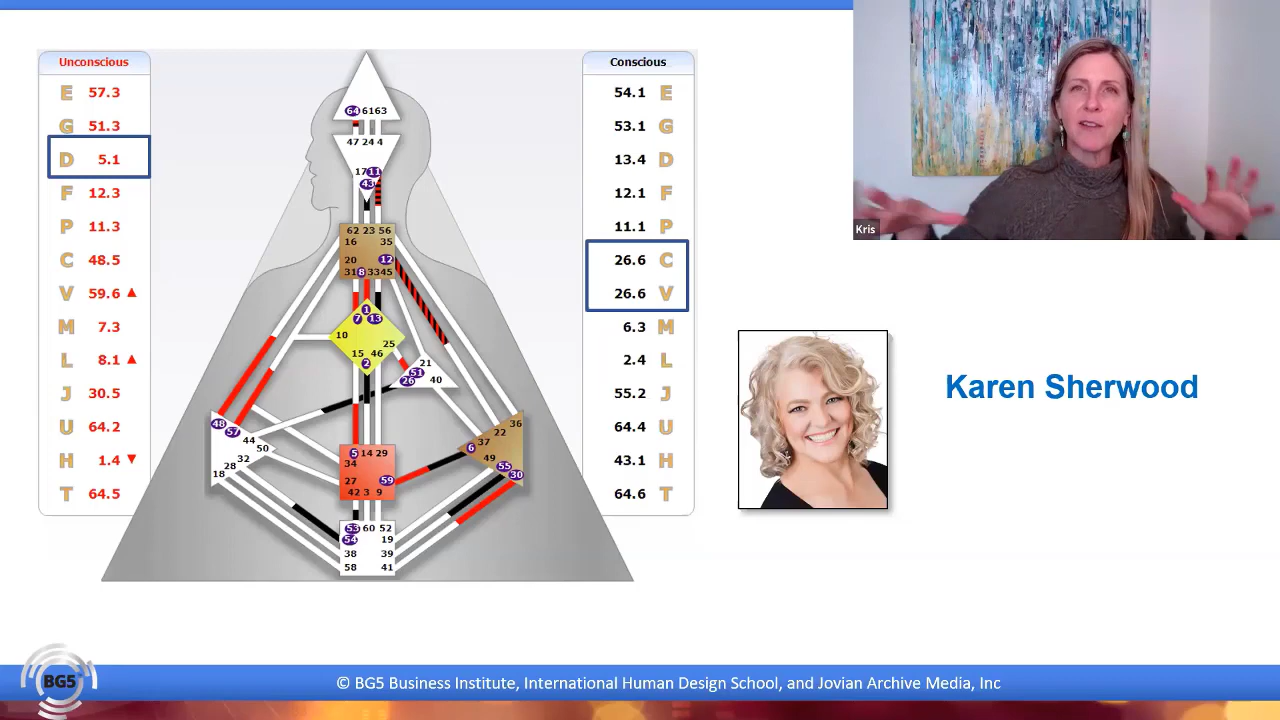 Unconscious
E 57.3
G 51.3
D 5.1
F 12.3
P 11.3
C 48.5
V 59.6 ▲
M 7.3
L 8.1 ▲
J 30.5
U 64.2
H 1.4 ▼
T 64.5
64 61 63
47 24 4
17 11
43
62 23 56
16 35
20 12
31 8 33 45
1
7 13
10
25
15 46
2
21
51
26 40
48
57
44
50
32
28
18
36
22
37
6
49
55
30
5 14 29
34
27 59
42 3 9
53 60 52
54 19
38 39
58 41
Conscious
54.1 E
53.1 G
13.4 D
12.1 F
11.1 P
26.6 C
26.6 V
6.3 M
2.4 L
55.2 J
64.4 U
43.1 H
64.6 T
Kris
Karen Sherwood
BG5
© BG5 Business Institute, International Human Design School, and Jovian Archive Media, Inc